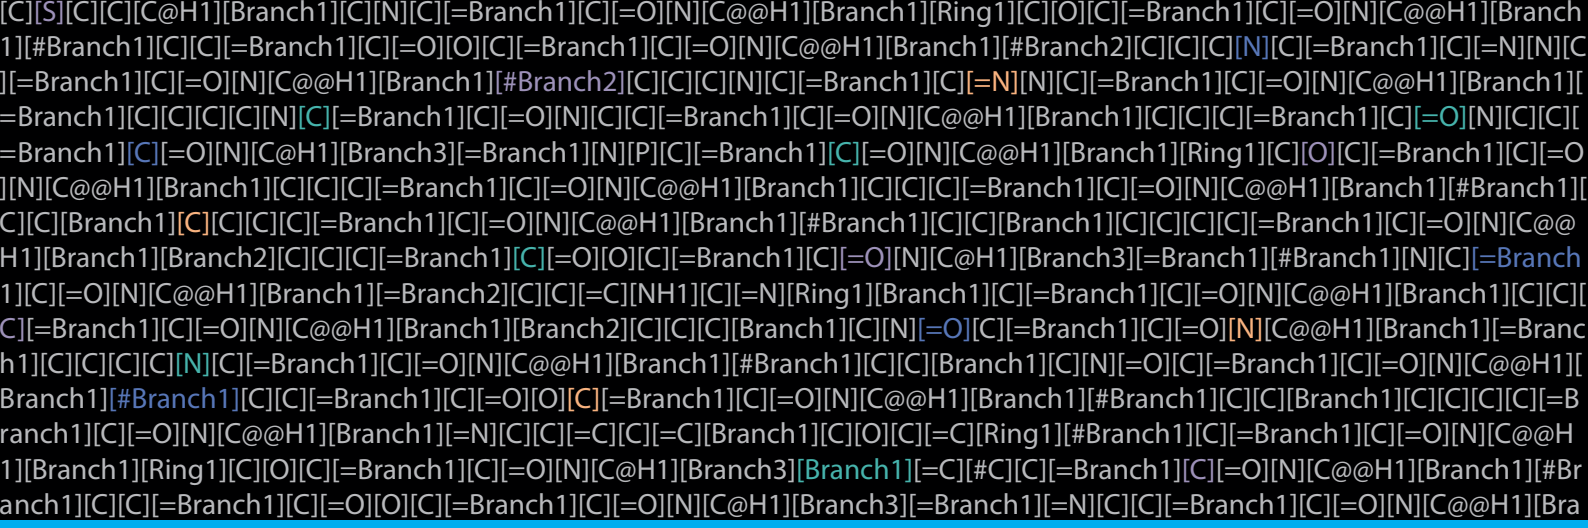 [C][S][C][C][C@H1][Branch1][C][N][C][=Branch1][C][=O][N][C@@H1][Branch1][Ring1][C][O][C][=Branch1][C][=O][N][C@@H1][Branch
1][#Branch1][C][C][=Branch1][C][=O][O][C][=Branch1][C][=O][N][C@@H1][Branch1][#Branch2][C][C][C][N][C][=Branch1][C][=N][N][C
][=Branch1][C][=O][N][C@@H1][Branch1][#Branch2][C][C][C][N][C][=Branch1][C][=N][N][C][=Branch1][C][=O][N][C@@H1][Branch1][
=Branch1][C][C][C][C][N][C][=Branch1][C][=O][N][C][C][=Branch1][C][=O][N][C@@H1][Branch1][C][C][C][=Branch1][C][=O][N][C][C][
=Branch1][C][=O][N][C@H1][Branch3][=Branch1][N][P][C][=Branch1][C][=O][N][C@@H1][Branch1][Ring1][C][O][C][=Branch1][C][=O
][N][C@@H1][Branch1][C][C][C][=Branch1][C][=O][N][C@@H1][Branch1][C][C][C][=Branch1][C][=O][N][C@@H1][Branch1][#Branch1][
C][C][Branch1][C][C][C][C][=Branch1][C][=O][N][C@@H1][Branch1][#Branch1][C][C][Branch1][C][C][C][C][=Branch1][C][=O][N][C@@
H1][Branch1][Branch2][C][C][C][=Branch1][C][=O][O][C][=Branch1][C][=O][N][C@H1][Branch3][=Branch1][#Branch1][N][C][=Branch
1][C][=O][N][C@@H1][Branch1][=Branch2][C][C][=C][NH1][C][=N][Ring1][Branch1][C][=Branch1][C][=O][N][C@@H1][Branch1][C][C][
C][=Branch1][C][=O][N][C@@H1][Branch1][Branch2][C][C][C][Branch1][C][N][=O][C][=Branch1][C][=O][N][C@@H1][Branch1][=Branc
h1][C][C][C][C][N][C][=Branch1][C][=O][N][C@@H1][Branch1][#Branch1][C][C][Branch1][C][N][=O][C][=Branch1][C][=O][N][C@@H1][
Branch1][#Branch1][C][C][=Branch1][C][=O][O][C][=Branch1][C][=O][N][C@@H1][Branch1][#Branch1][C][C][Branch1][C][C][C][C][=B
ranch1][C][=O][N][C@@H1][Branch1][=N][C][C][=C][C][=C][Branch1][C][O][C][=C][Ring1][#Branch1][C][=Branch1][C][=O][N][C@@H
1][Branch1][Ring1][C][O][C][=Branch1][C][=O][N][C@H1][Branch3][Branch1][=C][#C][C][=Branch1][C][=O][N][C@@H1][Branch1][#Br
anch1][C][C][=Branch1][C][=O][O][C][=Branch1][C][=O][N][C@H1][Branch3][=Branch1][=N][C][C][=Branch1][C][=O][N][C@@H1][Bra